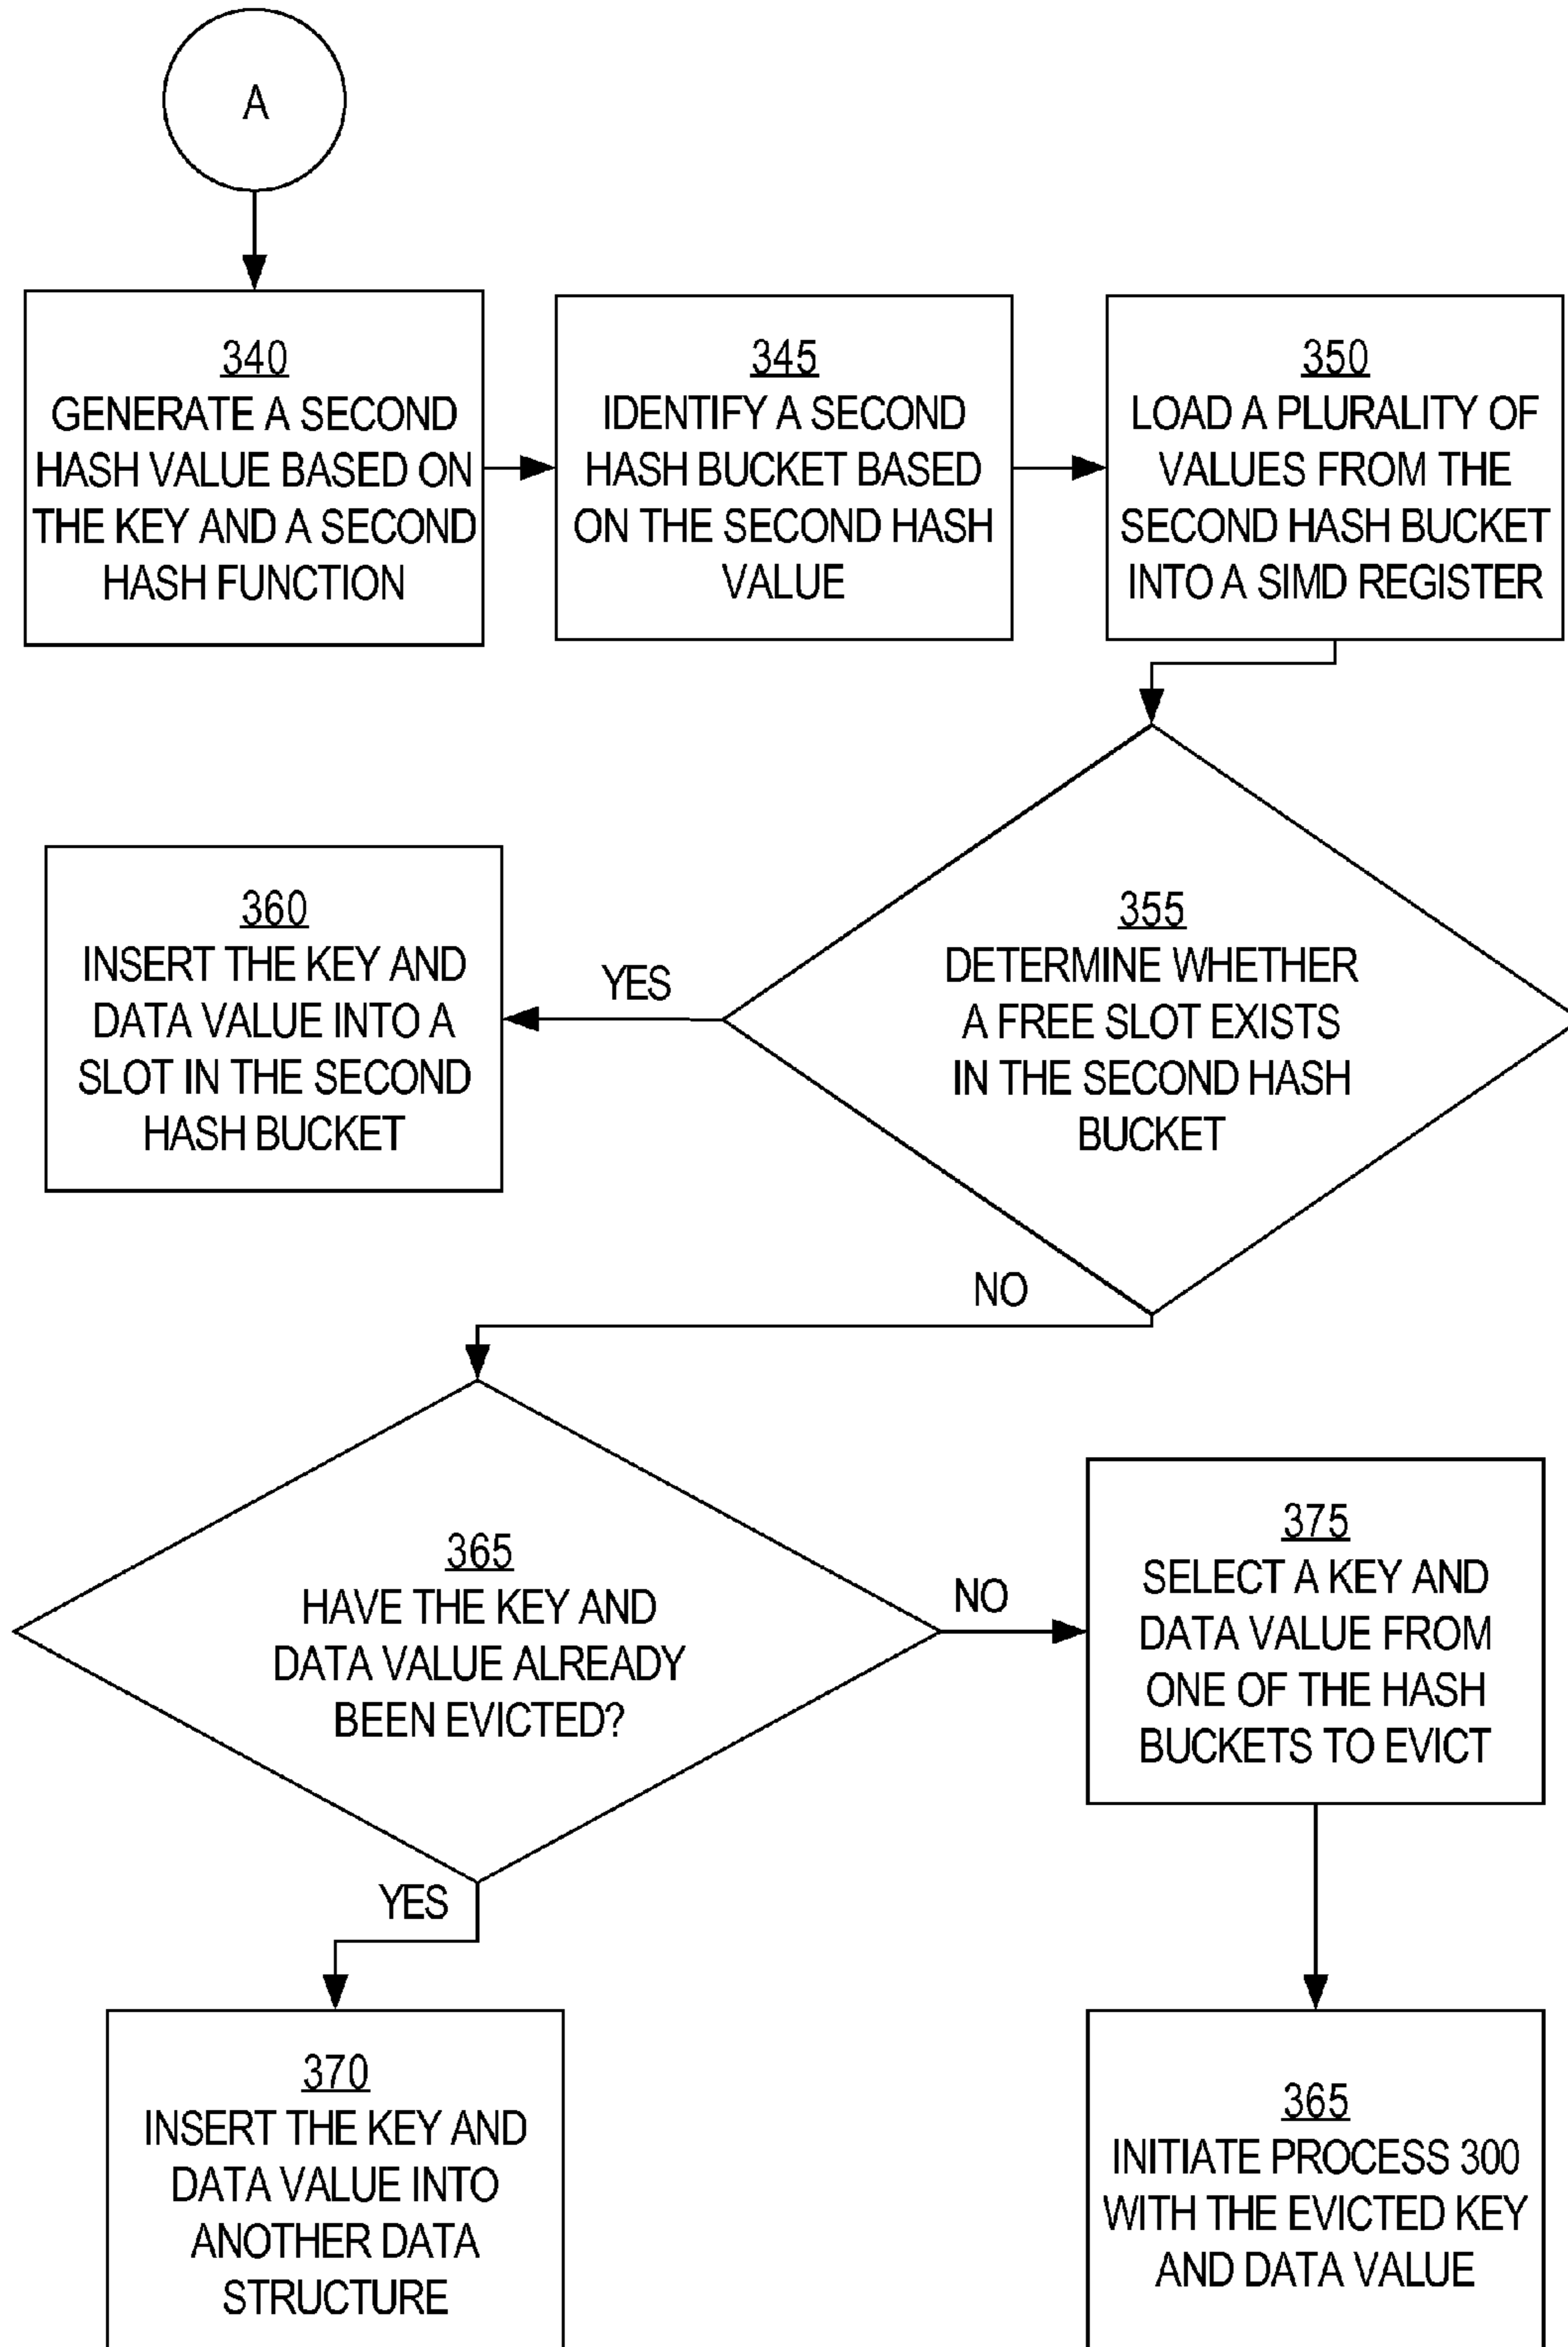 A
340
GENERATE A SECOND
HASH VALUE BASED ON
THE KEY AND A SECOND
HASH FUNCTION
345
IDENTIFY A SECOND
HASH BUCKET BASED
ON THE SECOND HASH
VALUE
350
LOAD A PLURALITY OF
VALUES FROM THE
SECOND HASH BUCKET
INTO A SIMD REGISTER
355
DETERMINE WHETHER
A FREE SLOT EXISTS
IN THE SECOND HASH
BUCKET
YES
360
INSERT THE KEY AND
DATA VALUE INTO A
SLOT IN THE SECOND
HASH BUCKET
NO
365
HAVE THE KEY AND
DATA VALUE ALREADY
BEEN EVICTED?
NO
375
SELECT A KEY AND
DATA VALUE FROM
ONE OF THE HASH
BUCKETS TO EVICT
YES
370
INSERT THE KEY AND
DATA VALUE INTO
ANOTHER DATA
STRUCTURE
365
INITIATE PROCESS 300
WITH THE EVICTED KEY
AND DATA VALUE